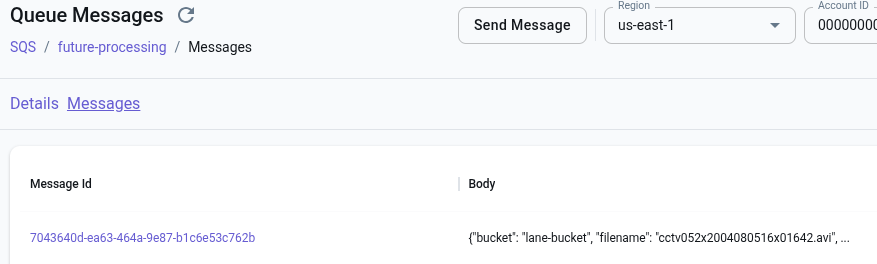 Queue Messages
Send Message
Region
us-east-1
Account ID
00000000
SQS / future-processing / Messages
Details Messages
Message Id
Body
7043640d-ea63-464a-9e87-b1c6e53c762b
{"bucket": "lane-bucket", "filename": "cctv052x2004080516x01642.avi", ...